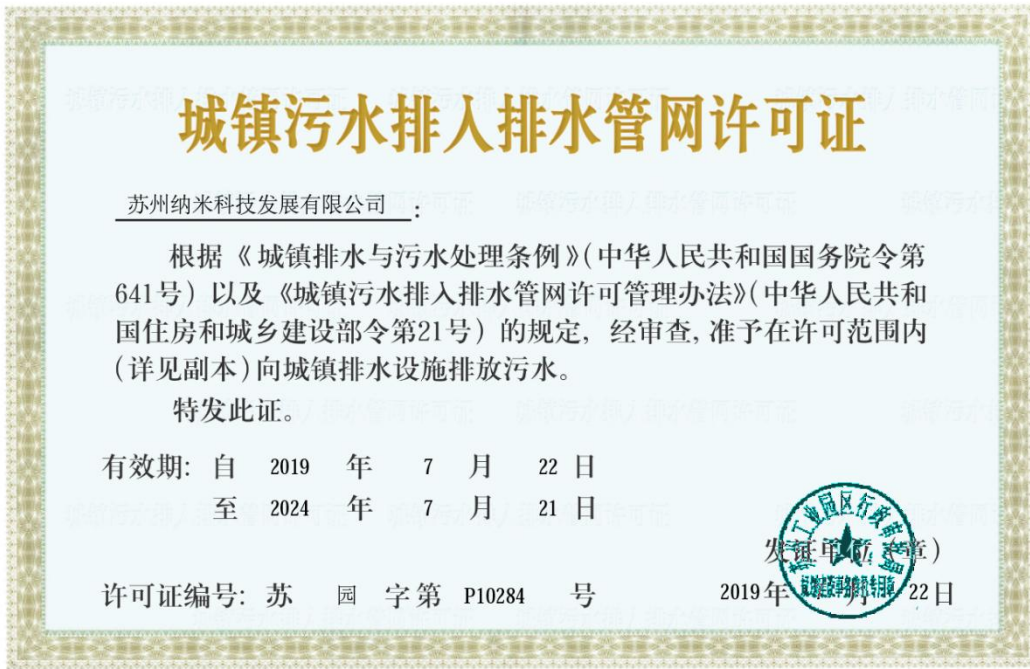 城镇污水排入排水管网许可证
苏州纳米科技发展有限公司：
根据《城镇排水与污水处理条例》（中华人民共和国国务院令第
641号）以及《城镇污水排入排水管网许可管理办法》（中华人民共和
国住房和城乡建设部令第21号）的规定，经审查，准予在许可范围内
（详见副本）向城镇排水设施排放污水。
特发此证。
有效期：自 2019 年 7 月 22 日
至 2024 年 7 月 21 日
发证单位（章）
许可证编号：苏 园 字第 P10284 号
2019年 月 22日